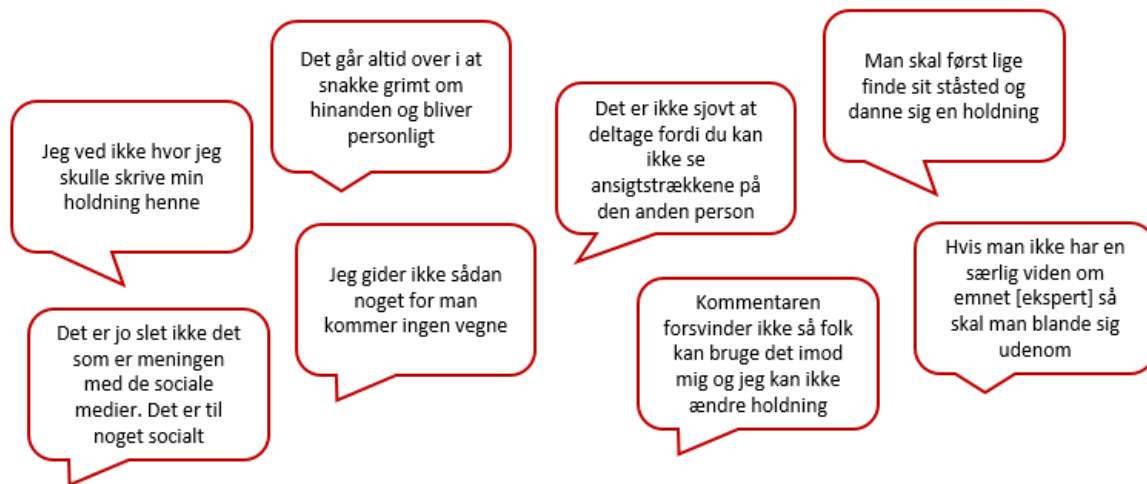 Jeg ved ikke hvor jeg
skulle skrive min
holdning henne
Det går altid over i at
snakke grimt om
hinanden og bliver
personligt
Det er ikke sjovt at
deltage fordi du kan
ikke se
ansigtstrækkene på
den anden person
Man skal først lige
finde sit ståsted og
danne sig en holdning
Det er jo slet ikke det
som er meningen
med de sociale
medier. Det er til
noget socialt
Jeg gider ikke sådan
noget for man
kommer ingen vegne
Kommentaren
forsvinder ikke så folk
kan bruge det imod
mig og jeg kan ikke
ændre holdning
Hvis man ikke har en
særlig viden om
emnet [ekspert] så
skal man blande sig
udenom